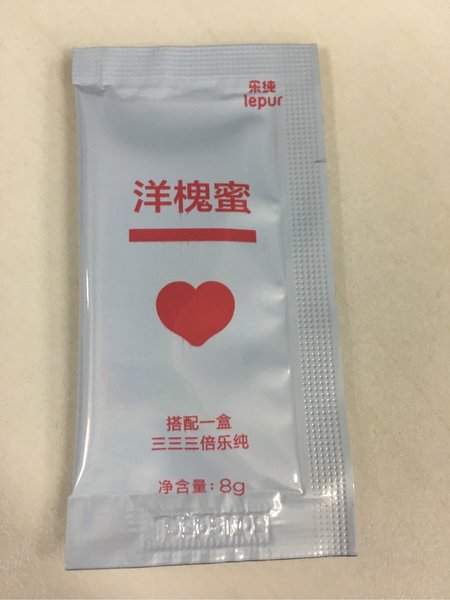 乐纯
lepur
洋槐蜜
搭配一盒
三三三倍乐纯
净含量：8g